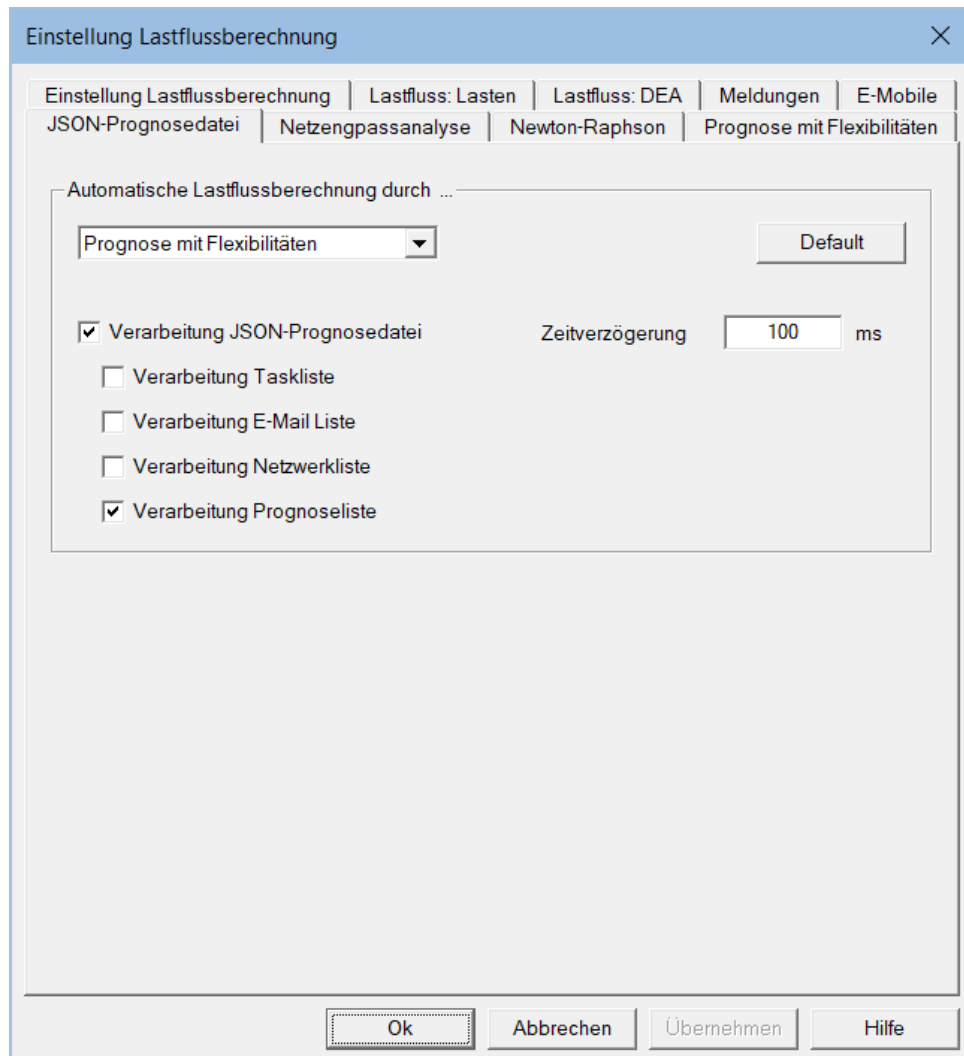 Einstellung Lastflussberechnung
Einstellung Lastflussberechnung Lastfluss: Lasten Lastfluss: DEA Meldungen E-Mobile
JSON-Prognosedatei Netzengpassanalyse Newton-Raphson Prognose mit Flexibilitäten
Automatische Lastflussberechnung durch ...
Prognose mit Flexibilitäten Default
Verarbeitung JSON-Prognosedatei Zeitverzögerung 100 ms
Verarbeitung Taskliste
Verarbeitung E-Mail Liste
Verarbeitung Netzwerkliste
Verarbeitung Prognoseliste
Ok Abbrechen Übernehmen Hilfe